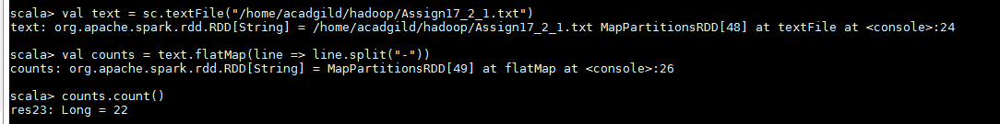 scala> val text = sc.textFile("/home/acadgild/hadoop/Assign17_2_1.txt")
text: org.apache.spark.rdd.RDD[String] = /home/acadgild/hadoop/Assign17_2_1.txt MapPartitionsRDD[48] at textFile at <console>:24
scala> val counts = text.flatMap(line => line.split("-"))
counts: org.apache.spark.rdd.RDD[String] = MapPartitionsRDD[49] at flatMap at <console>:26
scala> counts.count()
res23: Long = 22